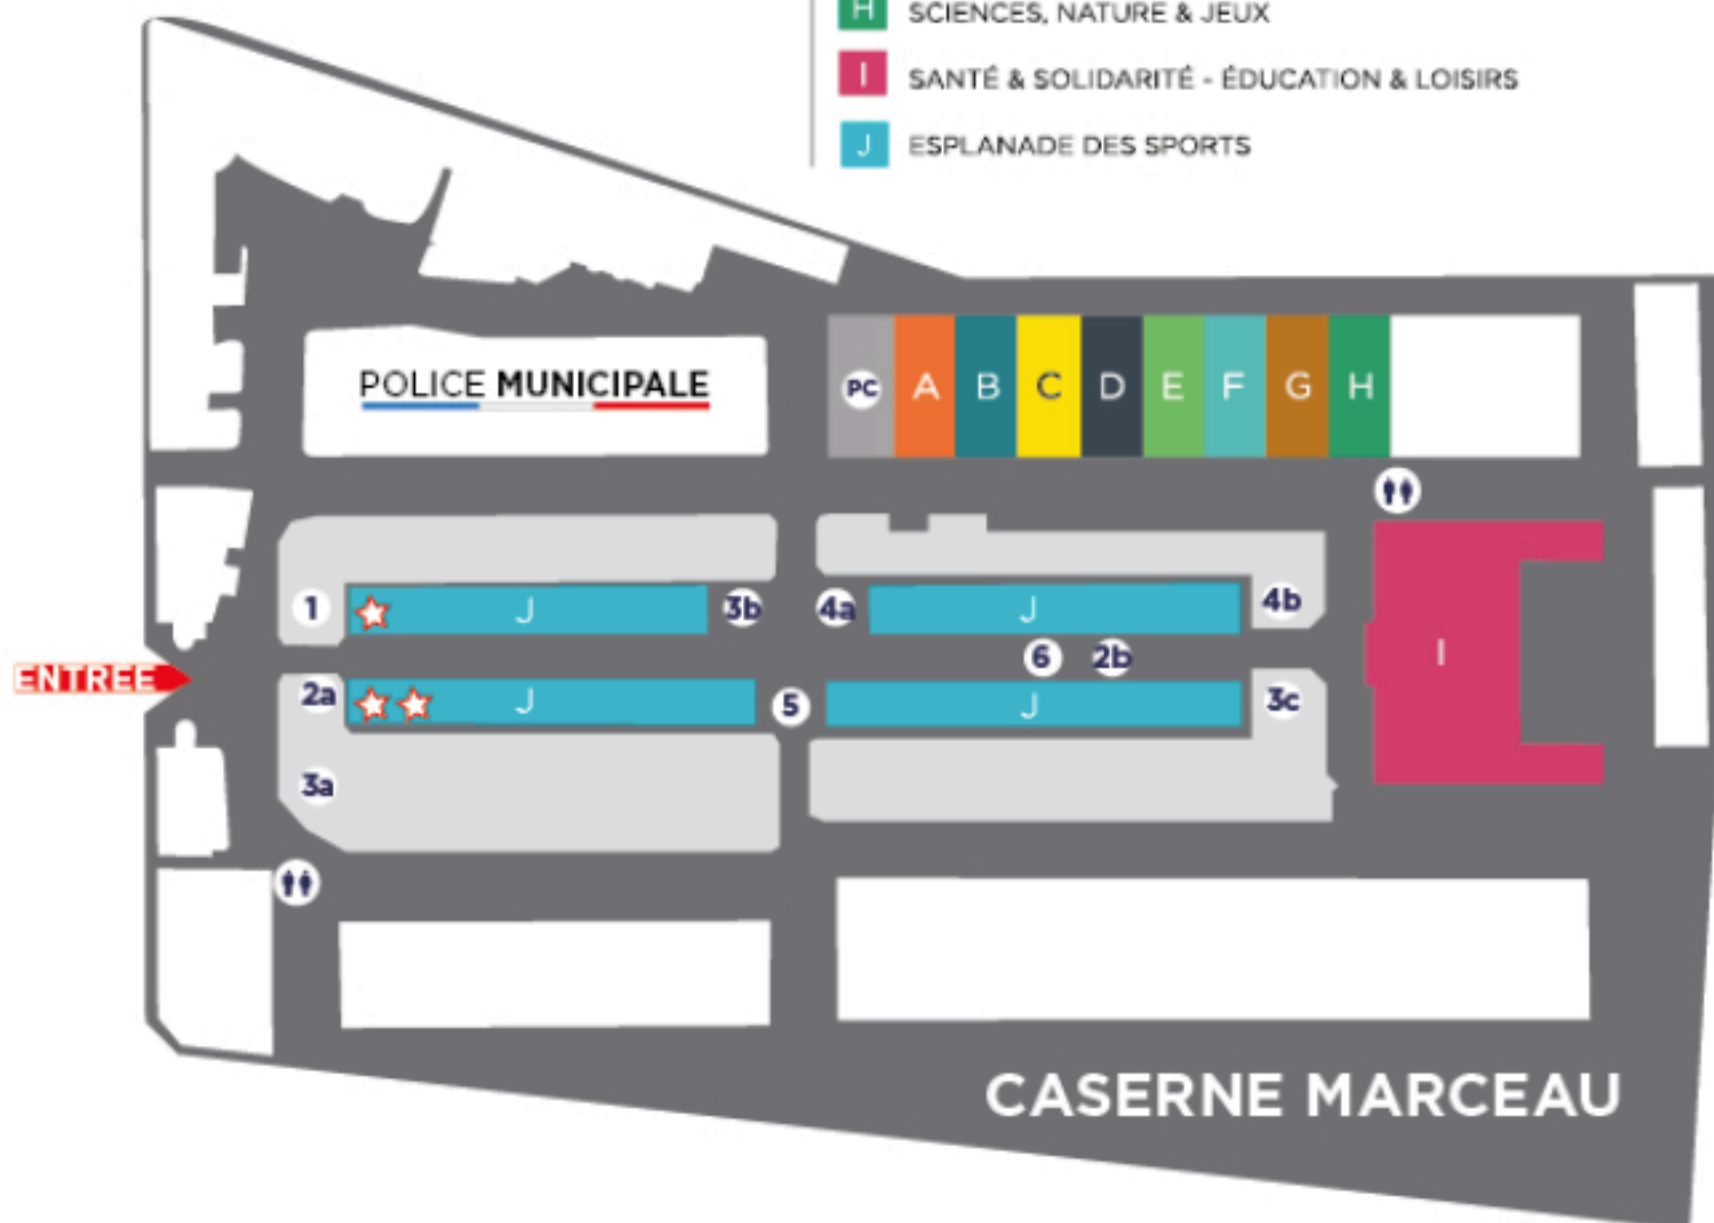 H SCIENCES, NATURE & JEUX
I SANTÉ & SOLIDARITÉ - ÉDUCATION & LOISIRS
J ESPLANADE DES SPORTS
POLICE MUNICIPALE
PC A B C D E F G H
1 J 3b 4a J 4b
6 2b
I
ENTREE
2a J 5 J 3c
3a
CASERNE MARCEAU